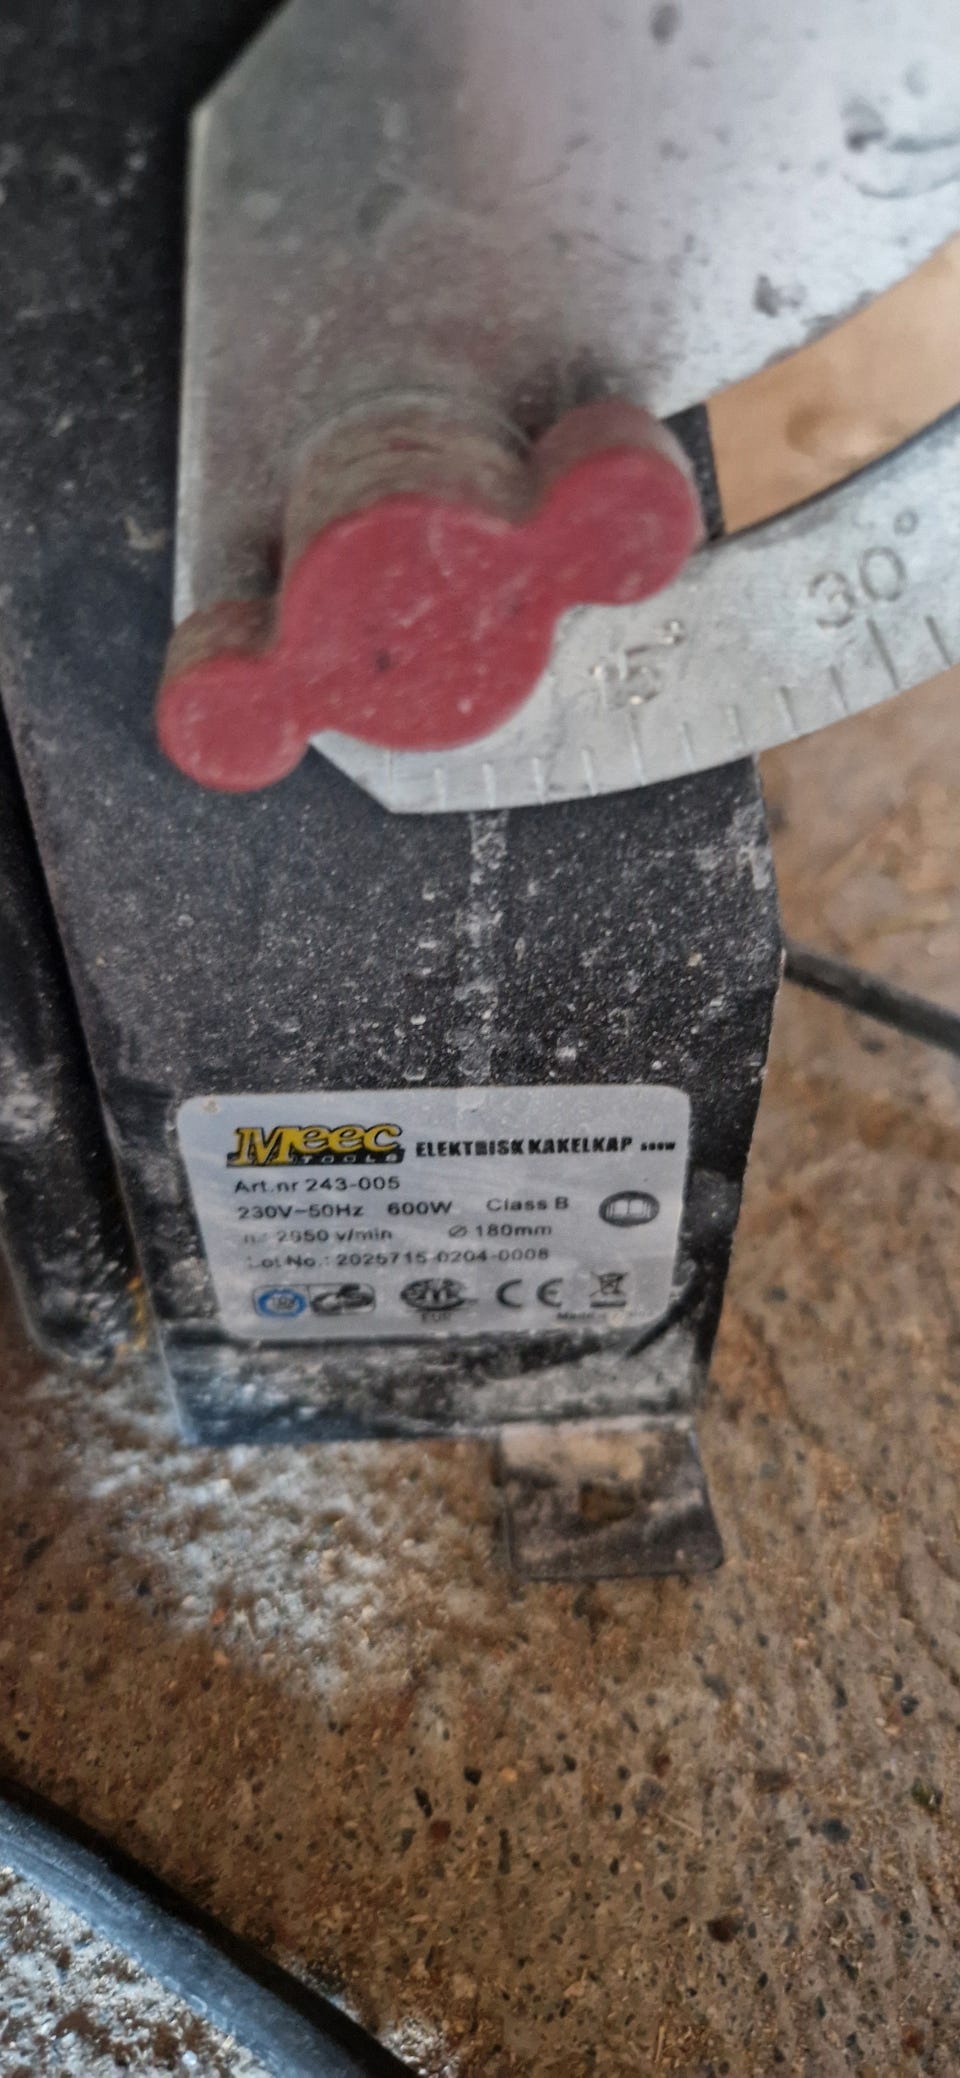 30°
15°
Meec TOOLS ELEKTRISK KAKELKAP 600W
Art.nr 243-005
230V~50Hz 600W Class B
n.: 2950 v/min Ø 180mm
Lot No.: 2025715-0204-0008
CE